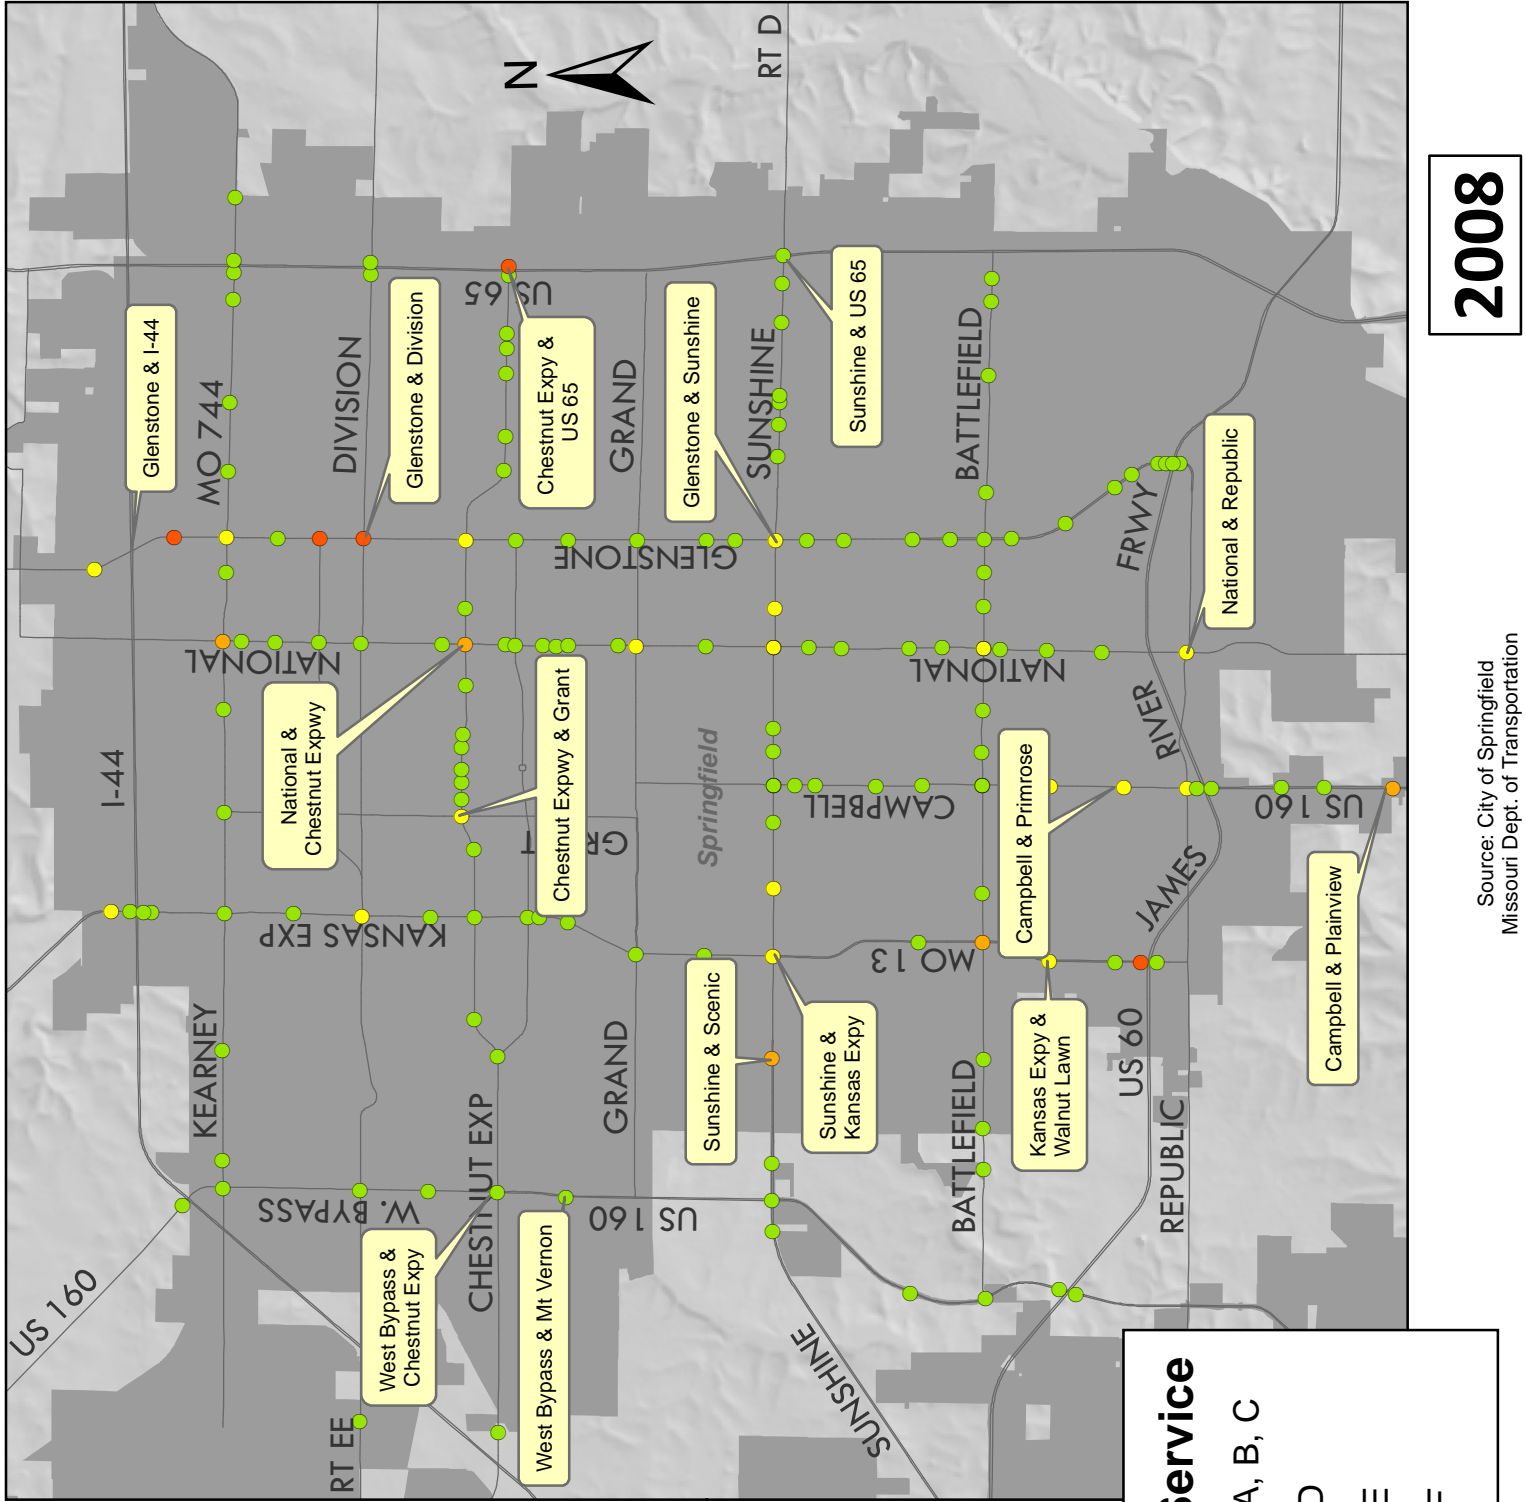 Glenstone & I-44
MO 744
DIVISION
Glenstone & Division
US 65
Chestnut Expy &
US 65
GRAND
Glenstone & Sunshine
SUNSHINE
Sunshine & US 65
RT D
N
BATTLEFIELD
FRWY
National & Republic
GLENSTONE
NATIONAL
NATIONAL
I-44
National &
Chestnut Expwy
Chestnut Expwy & Grant
Springfield
CAMPBELL
Campbell & Primrose
RIVER
US 160
Campbell & Plainview
KANSAS EXP
KEARNEY
Sunshine & Scenic
Sunshine &
Kansas Expy
MO 13
JAMES
Kansas Expy &
Walnut Lawn
US 60
REPUBLIC
GRAND
BATTLEFIELD
CHESTNUT EXP
W. BYPASS
US 160
West Bypass &
Chestnut Expy
West Bypass & Mt Vernon
US 160
RT EE
SUNSHINE
Service
A, B, C
D
E
2008
Source: City of Springfield
Missouri Dept. of Transportation